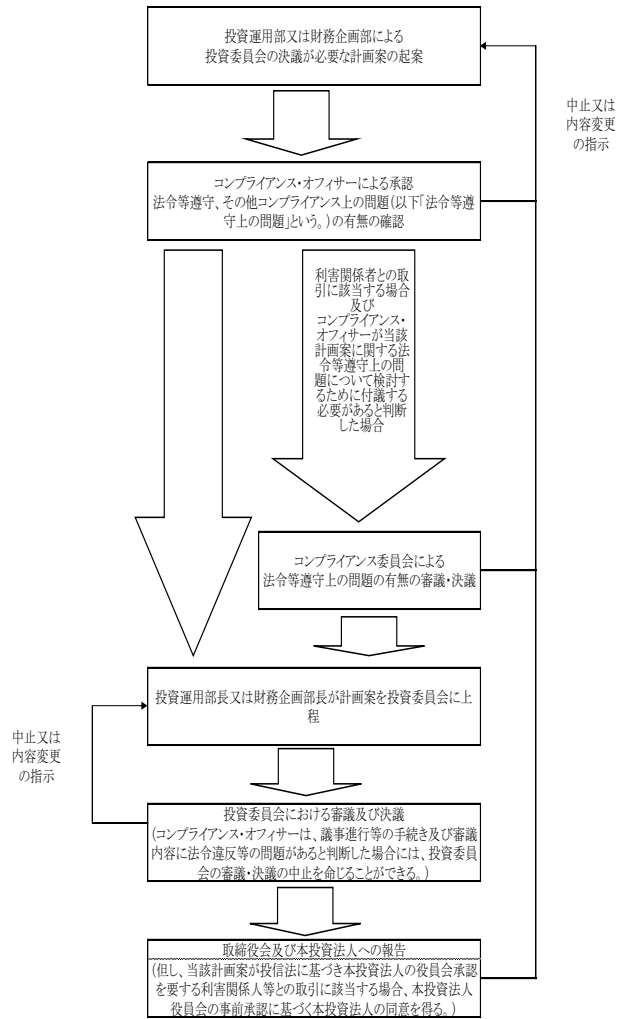 投資運用部又は財務企画部による
投資委員会の決議が必要な計画案の起案
中止又は
内容変更
の指示
コンプライアンス・オフィサーによる承認
法令等遵守、その他コンプライアンス上の問題(以下「法令等遵
守上の問題」という。)の有無の確認
利害関係者との取
引に該当する場合
及び
コンプライアンス・
オフィサーが当該
計画案に関する法
令等遵守上の問
題について検討す
るために付議する
必要があると判断
した場合
コンプライアンス委員会による
法令等遵守上の問題の有無の審議・決議
投資運用部長又は財務企画部長が計画案を投資委員会に上
程
中止又は
内容変更
の指示
投資委員会における審議及び決議
(コンプライアンス・オフィサーは、議事進行等の手続き及び審議
内容に法令違反等の問題があると判断した場合には、投資委員
会の審議・決議の中止を命じることができる。)
取締役会及び本投資法人への報告
(但し、当該計画案が投信法に基づき本投資法人の役員会承認
を要する利害関係人等との取引に該当する場合、本投資法人
役員会の事前承認に基づく本投資法人の同意を得る。)